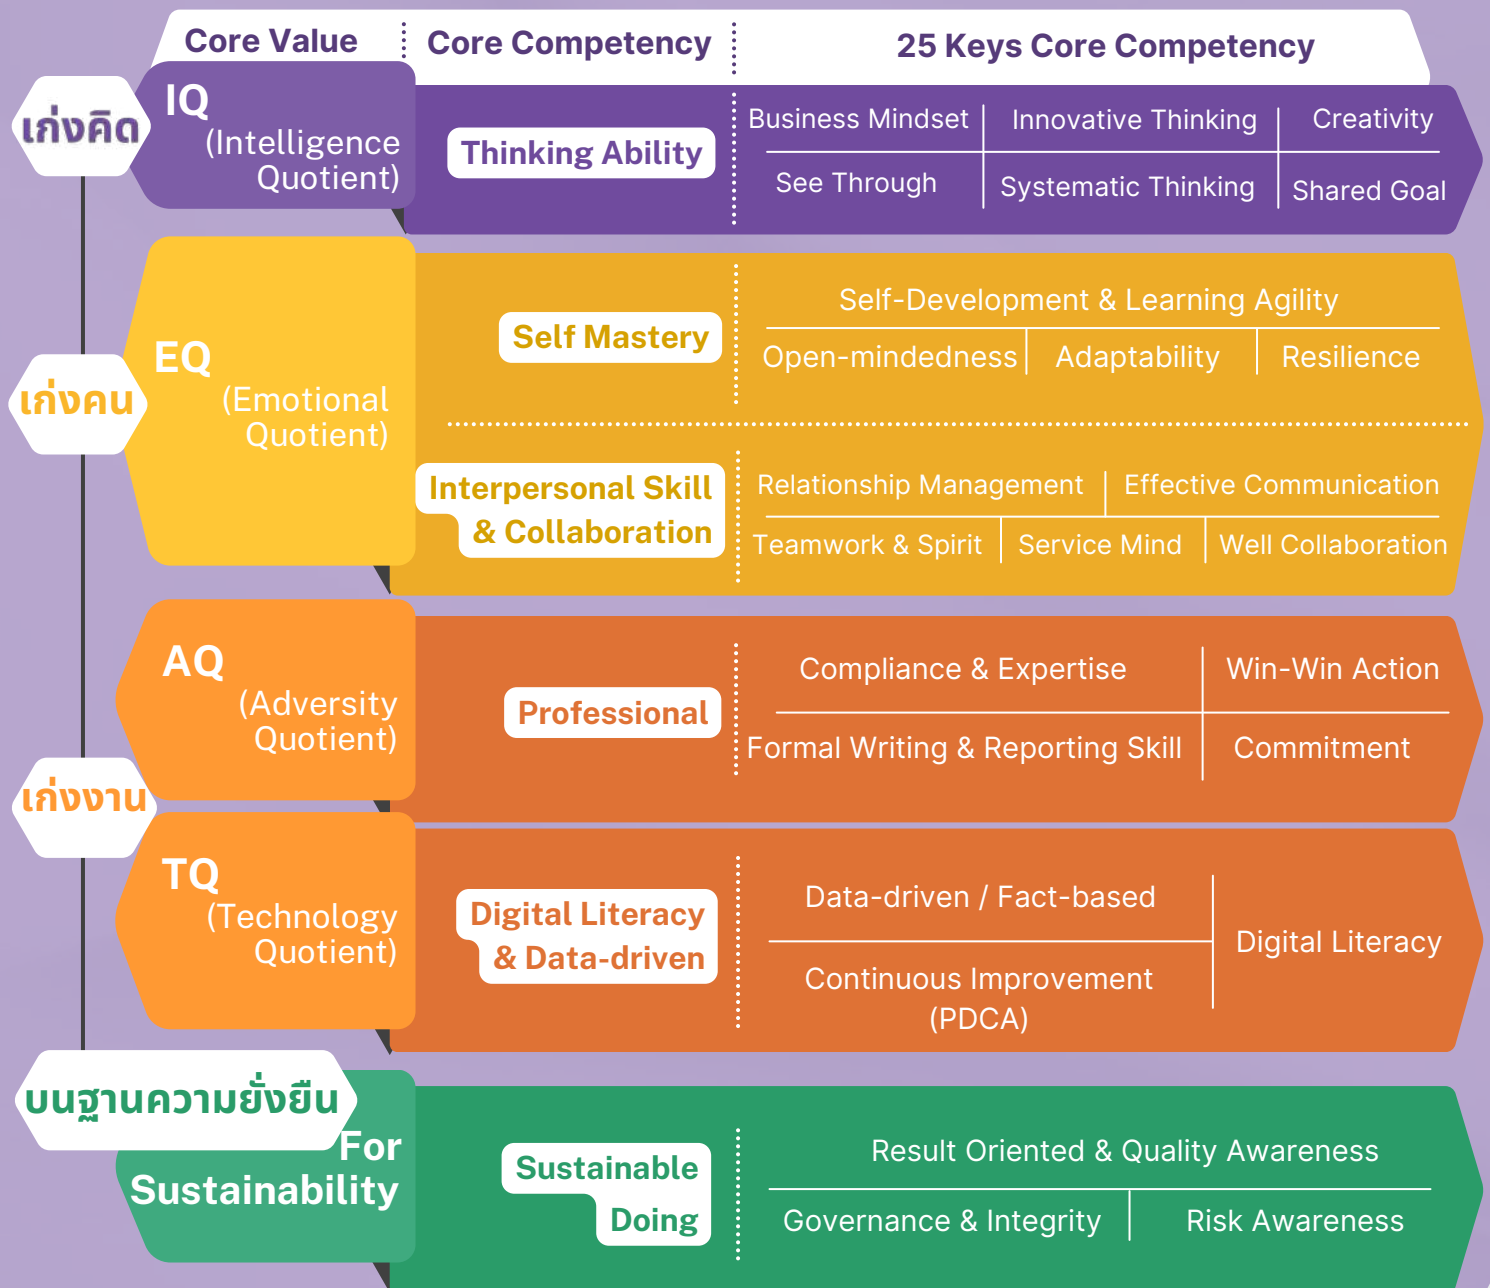 Core Value
Core Competency
25 Keys Core Competency
เก่งคิด
IQ
(Intelligence
Quotient)
Thinking Ability
Business Mindset
Innovative Thinking
Creativity
See Through
Systematic Thinking
Shared Goal
เก่งคน
EQ
(Emotional
Quotient)
Self Mastery
Self-Development & Learning Agility
Open-mindedness
Adaptability
Resilience
Interpersonal Skill
& Collaboration
Relationship Management
Effective Communication
Teamwork & Spirit
Service Mind
Well Collaboration
เก่งงาน
AQ
(Adversity
Quotient)
Professional
Compliance & Expertise
Win-Win Action
Formal Writing & Reporting Skill
Commitment
TQ
(Technology
Quotient)
Digital Literacy
& Data-driven
Data-driven / Fact-based
Continuous Improvement
(PDCA)
Digital Literacy
บนฐานความยั่งยืน
For
Sustainability
Sustainable
Doing
Result Oriented & Quality Awareness
Governance & Integrity
Risk Awareness